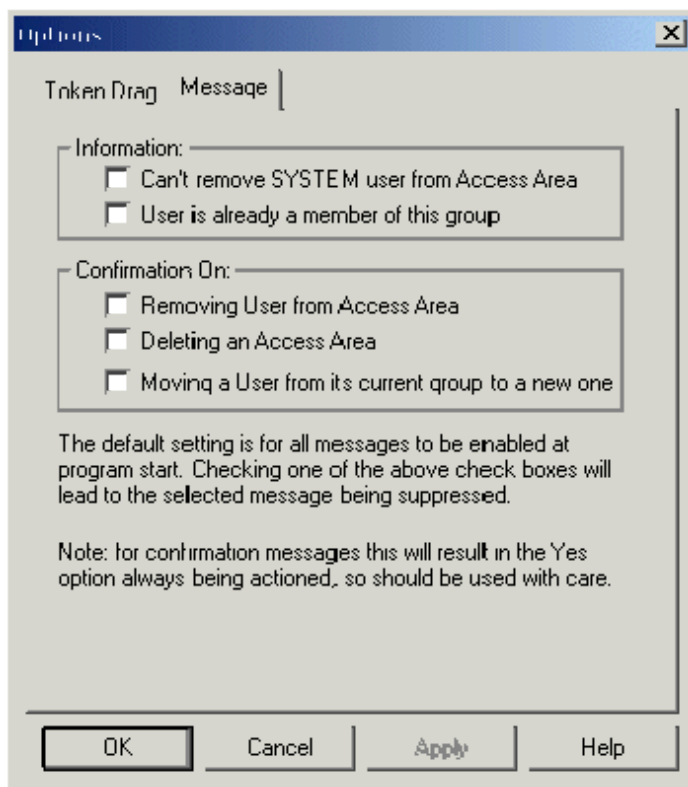 Options
Token Drag
Message
Information:
Can't remove SYSTEM user from Access Area
User is already a member of this group
Confirmation On:
Removing User from Access Area
Deleting an Access Area
Moving a User from its current group to a new one
The default setting is for all messages to be enabled at
program start. Checking one of the above check boxes will
lead to the selected message being suppressed.
Note: for confirmation messages this will result in the Yes
option always being actioned, so should be used with care.
OK
Cancel
Apply
Help